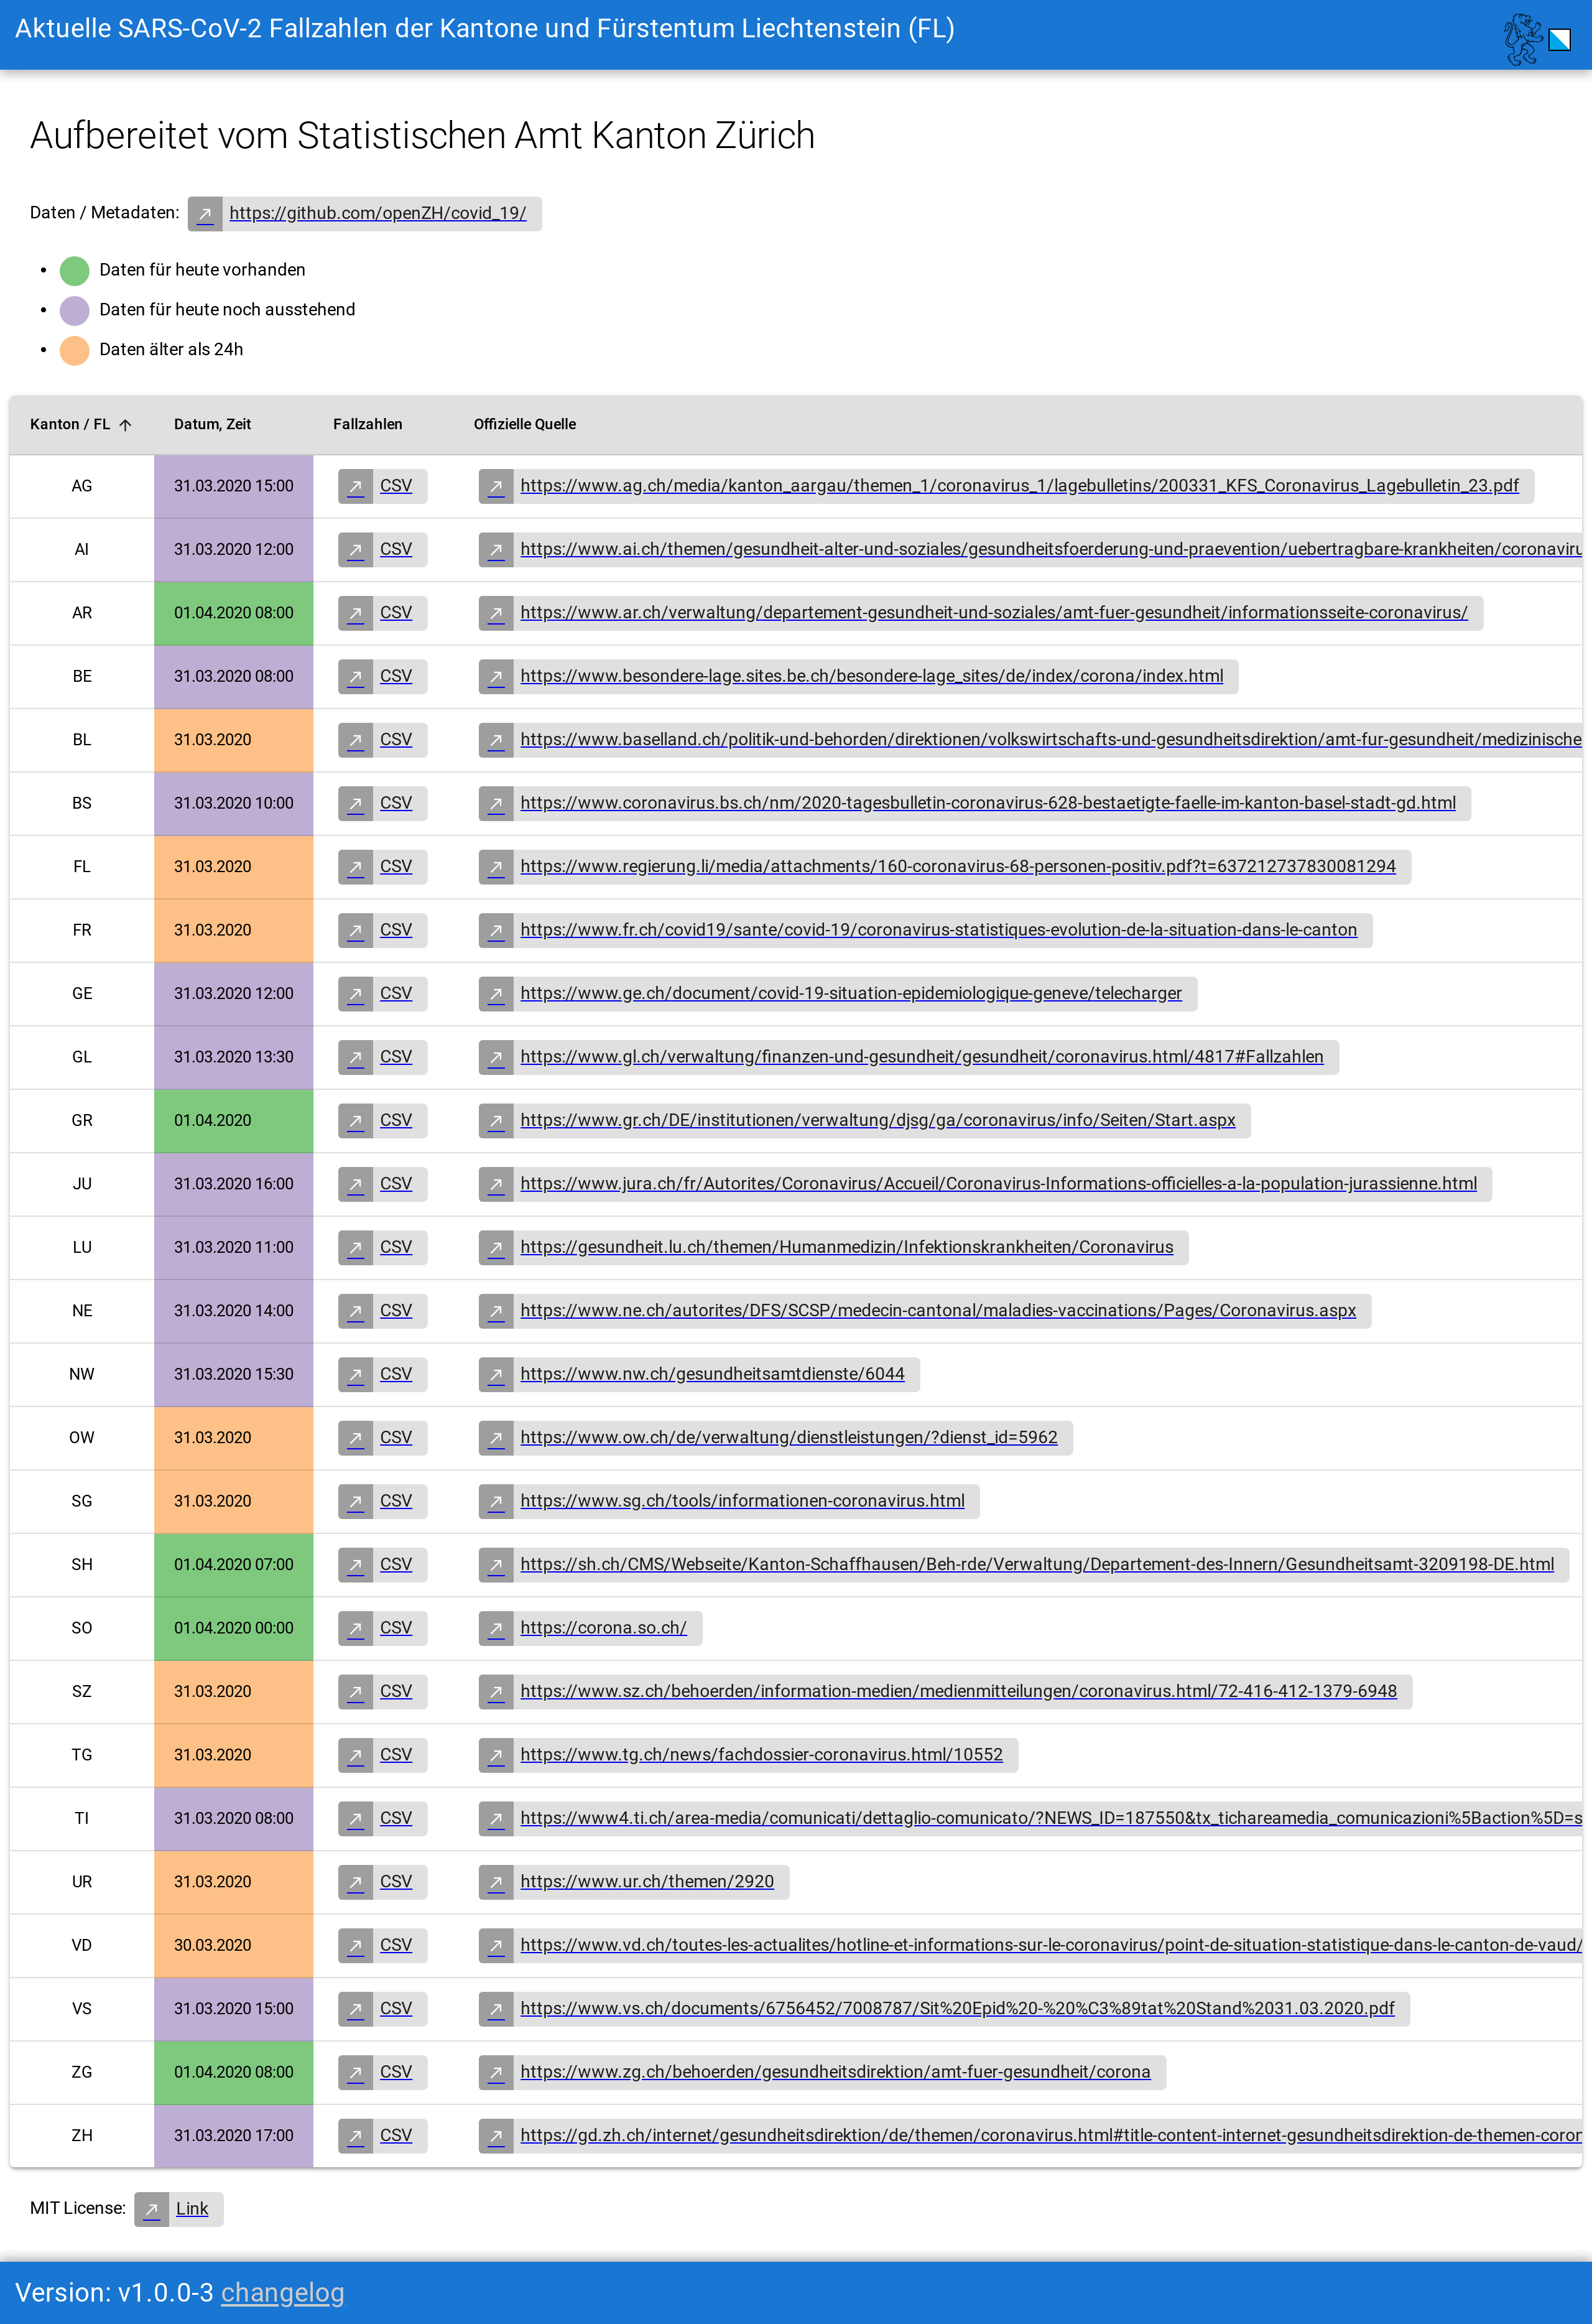 Aktuelle SARS-CoV-2 Fallzahlen der Kantone und Fürstentum Liechtenstein (FL)
Aufbereitet vom Statistischen Amt Kanton Zürich
Daten / Metadaten: https://github.com/openZH/covid_19/
Daten für heute vorhanden
Daten für heute noch ausstehend
Daten älter als 24h
Kanton / FL Datum, Zeit Fallzahlen Offizielle Quelle
AG 31.03.2020 15:00 CSV https://www.ag.ch/media/kanton_aargau/themen_1/coronavirus_1/lagebulletins/200331_KFS_Coronavirus_Lagebulletin_23.pdf
AI 31.03.2020 12:00 CSV https://www.ai.ch/themen/gesundheit-alter-und-soziales/gesundheitsfoerderung-und-praevention/uebertragbare-krankheiten/coronaviru
AR 01.04.2020 08:00 CSV https://www.ar.ch/verwaltung/departement-gesundheit-und-soziales/amt-fuer-gesundheit/informationsseite-coronavirus/
BE 31.03.2020 08:00 CSV https://www.besondere-lage.sites.be.ch/besondere-lage_sites/de/index/corona/index.html
BL 31.03.2020 CSV https://www.baselland.ch/politik-und-behorden/direktionen/volkswirtschafts-und-gesundheitsdirektion/amt-fur-gesundheit/medizinische
BS 31.03.2020 10:00 CSV https://www.coronavirus.bs.ch/nm/2020-tagesbulletin-coronavirus-628-bestaetigte-faelle-im-kanton-basel-stadt-gd.html
FL 31.03.2020 CSV https://www.regierung.li/media/attachments/160-coronavirus-68-personen-positiv.pdf?t=637212737830081294
FR 31.03.2020 CSV https://www.fr.ch/covid19/sante/covid-19/coronavirus-statistiques-evolution-de-la-situation-dans-le-canton
GE 31.03.2020 12:00 CSV https://www.ge.ch/document/covid-19-situation-epidemiologique-geneve/telecharger
GL 31.03.2020 13:30 CSV https://www.gl.ch/verwaltung/finanzen-und-gesundheit/gesundheit/coronavirus.html/4817#Fallzahlen
GR 01.04.2020 CSV https://www.gr.ch/DE/institutionen/verwaltung/djsg/ga/coronavirus/info/Seiten/Start.aspx
JU 31.03.2020 16:00 CSV https://www.jura.ch/fr/Autorites/Coronavirus/Accueil/Coronavirus-Informations-officielles-a-la-population-jurassienne.html
LU 31.03.2020 11:00 CSV https://gesundheit.lu.ch/themen/Humanmedizin/Infektionskrankheiten/Coronavirus
NE 31.03.2020 14:00 CSV https://www.ne.ch/autorites/DFS/SCSP/medecin-cantonal/maladies-vaccinations/Pages/Coronavirus.aspx
NW 31.03.2020 15:30 CSV https://www.nw.ch/gesundheitsamtdienste/6044
OW 31.03.2020 CSV https://www.ow.ch/de/verwaltung/dienstleistungen/?dienst_id=5962
SG 31.03.2020 CSV https://www.sg.ch/tools/informationen-coronavirus.html
SH 01.04.2020 07:00 CSV https://sh.ch/CMS/Webseite/Kanton-Schaffhausen/Beh-rde/Verwaltung/Departement-des-Innern/Gesundheitsamt-3209198-DE.html
SO 01.04.2020 00:00 CSV https://corona.so.ch/
SZ 31.03.2020 CSV https://www.sz.ch/behoerden/information-medien/medienmitteilungen/coronavirus.html/72-416-412-1379-6948
TG 31.03.2020 CSV https://www.tg.ch/news/fachdossier-coronavirus.html/10552
TI 31.03.2020 08:00 CSV https://www4.ti.ch/area-media/comunicati/dettaglio-comunicato/?NEWS_ID=187550&tx_tichareamedia_comunicazioni%5Baction%5D=s
UR 31.03.2020 CSV https://www.ur.ch/themen/2920
VD 30.03.2020 CSV https://www.vd.ch/toutes-les-actualites/hotline-et-informations-sur-le-coronavirus/point-de-situation-statistique-dans-le-canton-de-vaud/
VS 31.03.2020 15:00 CSV https://www.vs.ch/documents/6756452/7008787/Sit%20Epid%20-%20%C3%89tat%20Stand%2031.03.2020.pdf
ZG 01.04.2020 08:00 CSV https://www.zg.ch/behoerden/gesundheitsdirektion/amt-fuer-gesundheit/corona
ZH 31.03.2020 17:00 CSV https://gd.zh.ch/internet/gesundheitsdirektion/de/themen/coronavirus.html#title-content-internet-gesundheitsdirektion-de-themen-coron
MIT License: Link
Version: v1.0.0-3 changelog